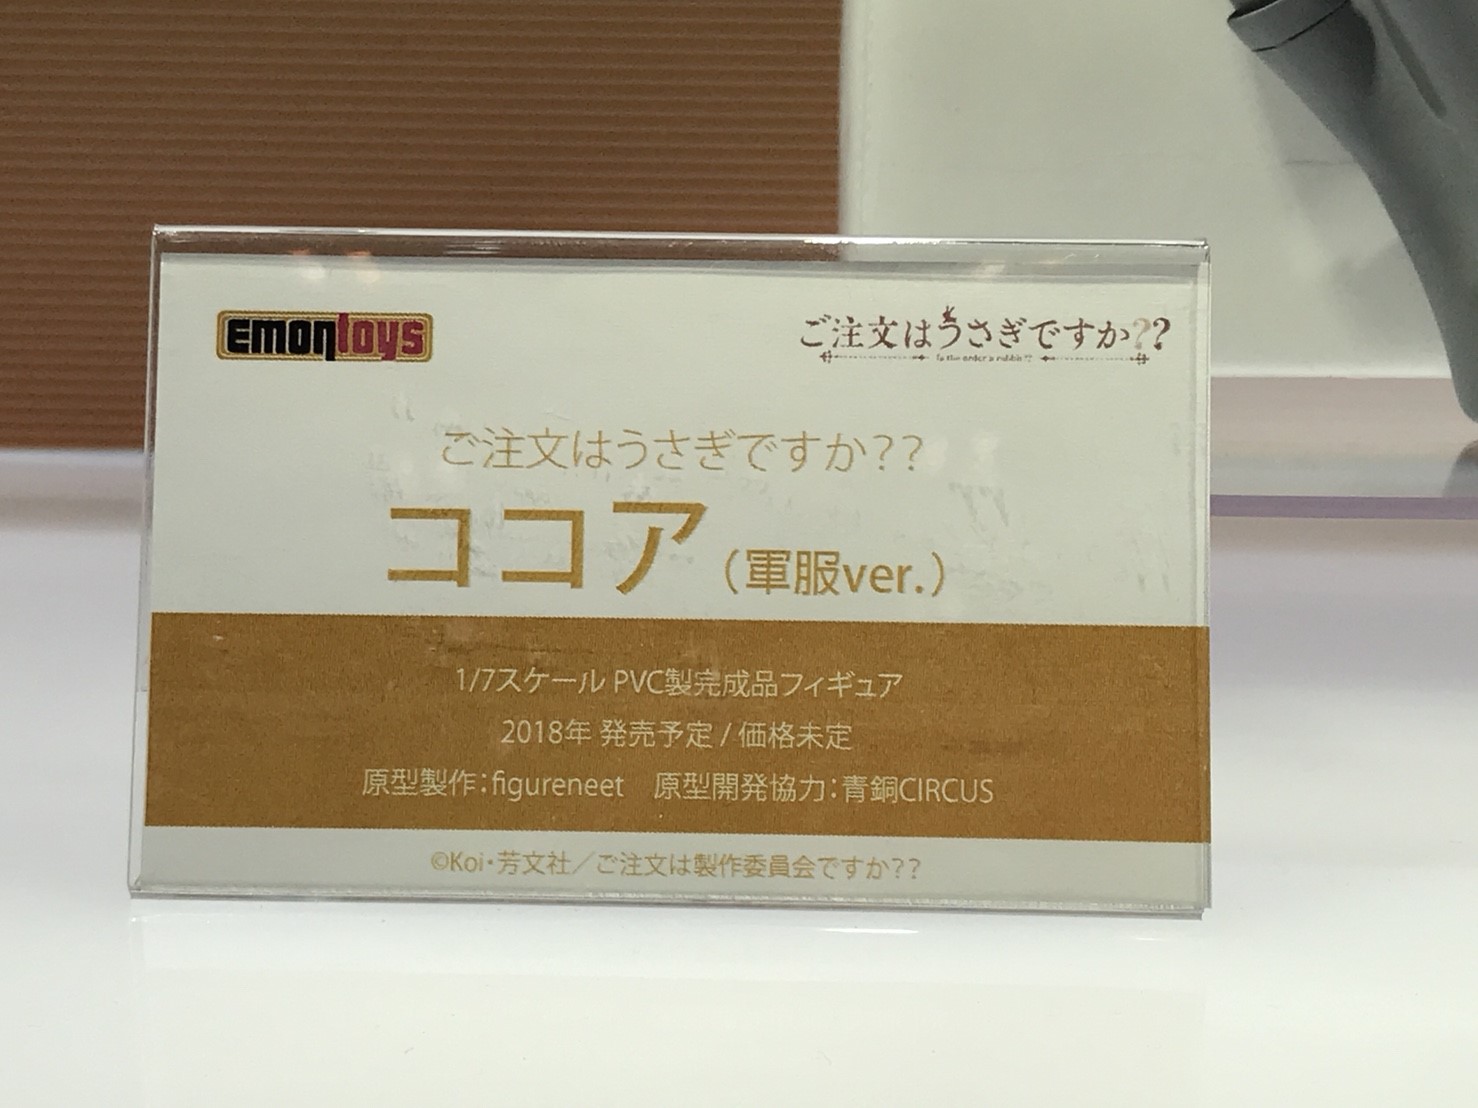 EMONtoys
ご注文はうさぎですか??
Is the order a rabbit??
ご注文はうさぎですか??
ココア(軍服ver.)
1/7スケール PVC製完成品フィギュア
2018年 発売予定 / 価格未定
原型製作：figureneet　原型開発協力：青銅CIRCUS
©Koi・芳文社／ご注文は製作委員会ですか??